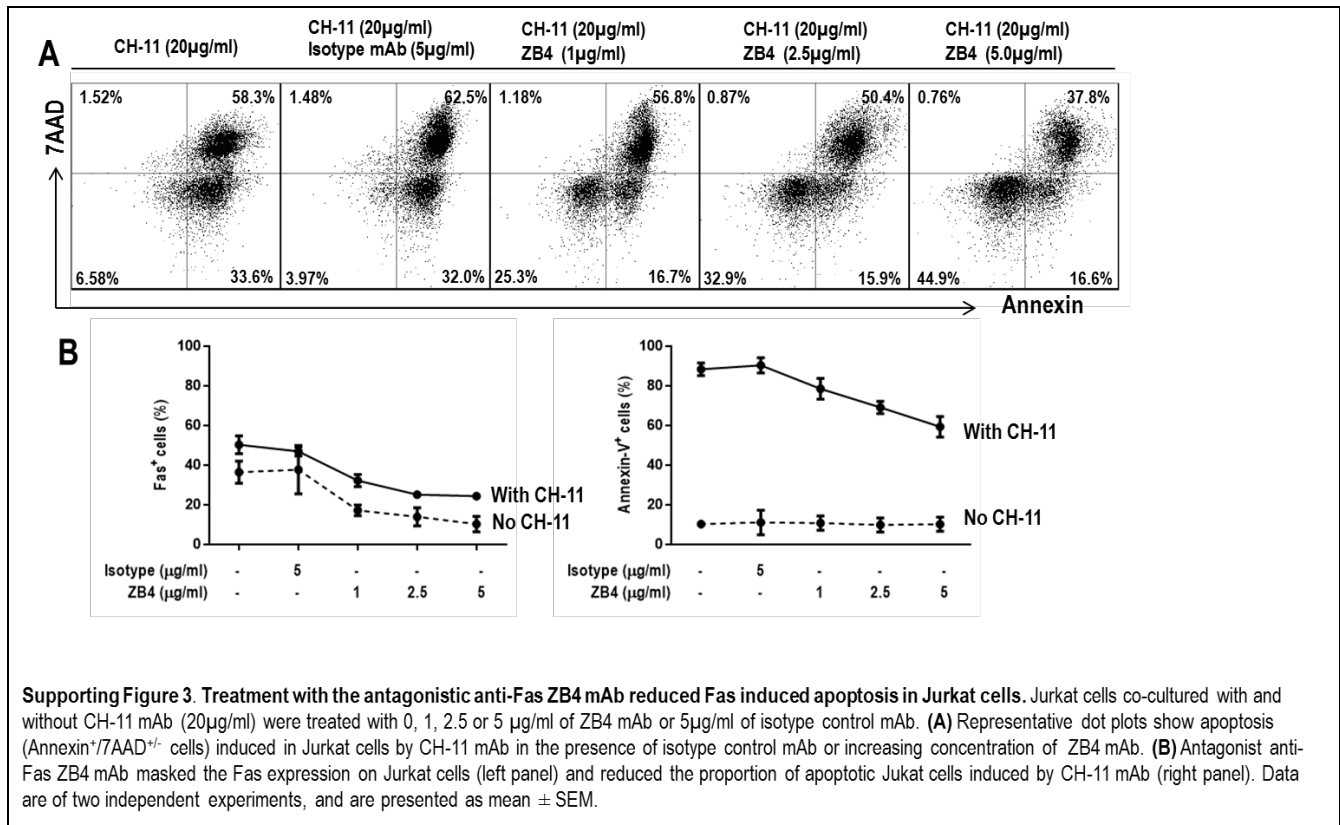 A
CH-11 (20µg/ml)
CH-11 (20µg/ml)
Isotype mAb (5µg/ml)
CH-11 (20µg/ml)
ZB4 (1µg/ml)
CH-11 (20µg/ml)
ZB4 (2.5µg/ml)
CH-11 (20µg/ml)
ZB4 (5.0µg/ml)
7AAD
1.52% 58.3%
6.58% 33.6%
1.48% 62.5%
3.97% 32.0%
1.18% 56.8%
25.3% 16.7%
0.87% 50.4%
32.9% 15.9%
0.76% 37.8%
44.9% 16.6%
Annexin
B
Fas+ cells (%)
100
80
60
40
20
0
With CH-11
No CH-11
Isotype (µg/ml) - 5 - - -
ZB4 (µg/ml) - - 1 2.5 5
Annexin-V+ cells (%)
100
80
60
40
20
0
With CH-11
No CH-11
Isotype (µg/ml) - 5 - - -
ZB4 (µg/ml) - - 1 2.5 5
Supporting Figure 3. Treatment with the antagonistic anti-Fas ZB4 mAb reduced Fas induced apoptosis in Jurkat cells. Jurkat cells co-cultured with and
without CH-11 mAb (20µg/ml) were treated with 0, 1, 2.5 or 5 µg/ml of ZB4 mAb or 5µg/ml of isotype control mAb. (A) Representative dot plots show apoptosis
(Annexin+/7AAD+/- cells) induced in Jurkat cells by CH-11 mAb in the presence of isotype control mAb or increasing concentration of ZB4 mAb. (B) Antagonist anti-
Fas ZB4 mAb masked the Fas expression on Jurkat cells (left panel) and reduced the proportion of apoptotic Jukat cells induced by CH-11 mAb (right panel). Data
are of two independent experiments, and are presented as mean ± SEM.